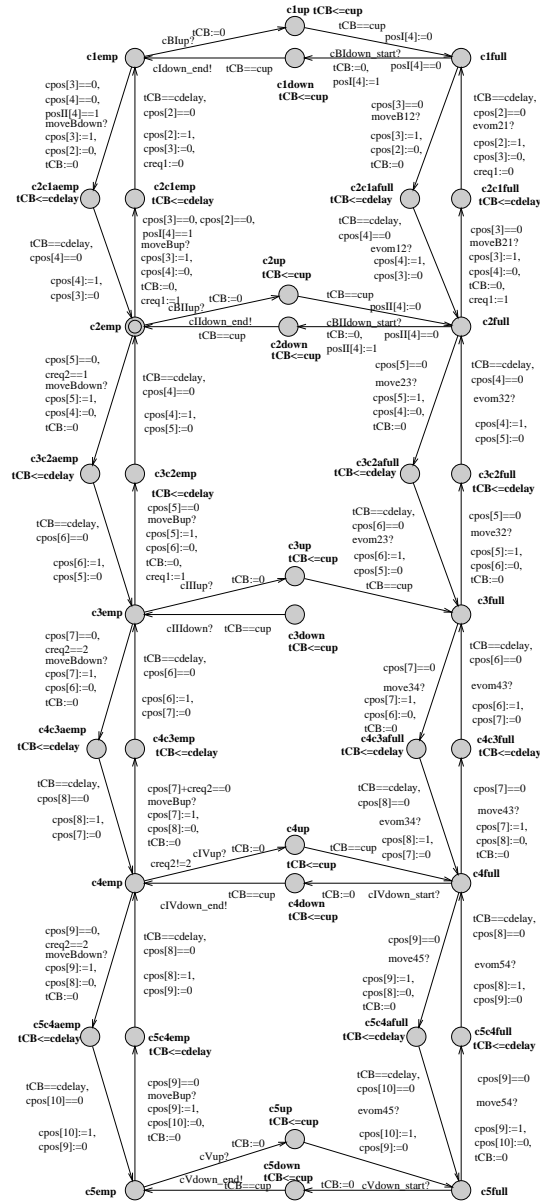 c1up
tCB<=cup
tCB:=0
cBIup?
tCB==cup
posI[4]:=0
c1emp
cBIdown_start?
c1full
cIdown_end!
tCB==cup
posI[4]==0
c1down
tCB<=cup
tCB:=0,
posI[4]:=1
cpos[3]==0,
cpos[4]==0,
posII[4]==1
moveBdown?
cpos[3]:=1,
cpos[2]:=0,
tCB:=0
tCB==cdelay,
cpos[2]==0
cpos[2]:=1,
cpos[3]:=0,
creq1:=0
cpos[3]==0
moveB12?
cpos[3]:=1,
cpos[2]:=0,
tCB:=0
tCB==cdelay,
cpos[2]==0
evom21?
cpos[2]:=1,
cpos[3]:=0,
creq1:=0
c2c1aemp
tCB<=cdelay
c2c1emp
tCB<=cdelay
c2c1afull
tCB<=cdelay
c2c1full
tCB<=cdelay
tCB==cdelay,
cpos[4]==0
cpos[4]:=1,
cpos[3]:=0
cpos[3]==0, cpos[2]==0,
posI[4]==1
moveBup?
cpos[3]:=1,
cpos[4]:=0,
tCB:=0,
creq1:=1
tCB==cdelay,
cpos[4]==0
evom12?
cpos[4]:=1,
cpos[3]:=0
cpos[3]==0
moveB21?
cpos[3]:=1,
cpos[4]:=0,
tCB:=0,
creq1:=1
c2up
tCB<=cup
cBIIup?
tCB:=0
tCB==cup
posII[4]:=0
c2emp
cIIdown_end!
tCB==cup
cBIIdown_start?
posII[4]==0
c2full
c2down
tCB<=cup
tCB:=0,
posII[4]:=1
cpos[5]==0,
creq2==1
moveBdown?
cpos[5]:=1,
cpos[4]:=0,
tCB:=0
tCB==cdelay,
cpos[4]==0
cpos[4]:=1,
cpos[5]:=0
cpos[5]==0
move23?
cpos[5]:=1,
cpos[4]:=0,
tCB:=0
tCB==cdelay,
cpos[4]==0
evom32?
cpos[4]:=1,
cpos[5]:=0
c3c2aemp
tCB<=cdelay
c3c2emp
tCB<=cdelay
c3c2afull
tCB<=cdelay
c3c2full
tCB<=cdelay
tCB==cdelay,
cpos[6]==0
cpos[6]:=1,
cpos[5]:=0
cpos[5]==0
moveBup?
cpos[5]:=1,
cpos[6]:=0,
tCB:=0,
creq1:=1
tCB==cdelay,
cpos[6]==0
evom23?
cpos[6]:=1,
cpos[5]:=0
cpos[5]==0
move32?
cpos[5]:=1,
cpos[6]:=0,
tCB:=0
c3up
tCB<=cup
cIIIup?
tCB:=0
tCB==cup
c3emp
cIIIdown?
tCB==cup
c3down
tCB<=cup
c3full
cpos[7]==0,
creq2==2
moveBdown?
cpos[7]:=1,
cpos[6]:=0,
tCB:=0
tCB==cdelay,
cpos[6]==0
cpos[6]:=1,
cpos[7]:=0
cpos[7]==0
move34?
cpos[7]:=1,
cpos[6]:=0,
tCB:=0
tCB==cdelay,
cpos[6]==0
evom43?
cpos[6]:=1,
cpos[7]:=0
c4c3aemp
tCB<=cdelay
c4c3emp
tCB<=cdelay
c4c3afull
tCB<=cdelay
c4c3full
tCB<=cdelay
tCB==cdelay,
cpos[8]==0
cpos[8]:=1,
cpos[7]:=0
cpos[7]+creq2==0
moveBup?
cpos[7]:=1,
cpos[8]:=0,
tCB:=0
tCB==cdelay,
cpos[8]==0
evom34?
cpos[8]:=1,
cpos[7]:=0
cpos[7]==0
move43?
cpos[7]:=1,
cpos[8]:=0,
tCB:=0
c4up
tCB<=cup
cIVup?
tCB:=0
creq2!=2
tCB==cup
c4emp
tCB==cup
cIVdown_end!
c4down
tCB<=cup
tCB:=0
cIVdown_start?
c4full
cpos[9]==0,
creq2==2
moveBdown?
cpos[9]:=1,
cpos[8]:=0,
tCB:=0
tCB==cdelay,
cpos[8]==0
cpos[8]:=1,
cpos[9]:=0
cpos[9]==0
move45?
cpos[9]:=1,
cpos[8]:=0,
tCB:=0
tCB==cdelay,
cpos[8]==0
evom54?
cpos[8]:=1,
cpos[9]:=0
c5c4aemp
tCB<=cdelay
c5c4emp
tCB<=cdelay
c5c4afull
tCB<=cdelay
c5c4full
tCB<=cdelay
tCB==cdelay,
cpos[10]==0
cpos[10]:=1,
cpos[9]:=0
cpos[9]==0
moveBup?
cpos[9]:=1,
cpos[10]:=0,
tCB:=0
tCB==cdelay,
cpos[10]==0
evom45?
cpos[10]:=1,
cpos[9]:=0
cpos[9]==0
move54?
cpos[9]:=1,
cpos[10]:=0,
tCB:=0
c5up
tCB<=cup
cVup?
tCB:=0
tCB==cup
c5down
tCB<=cup
cVdown_end!
tCB==cup
tCB:=0
cVdown_start?
c5emp
c5full